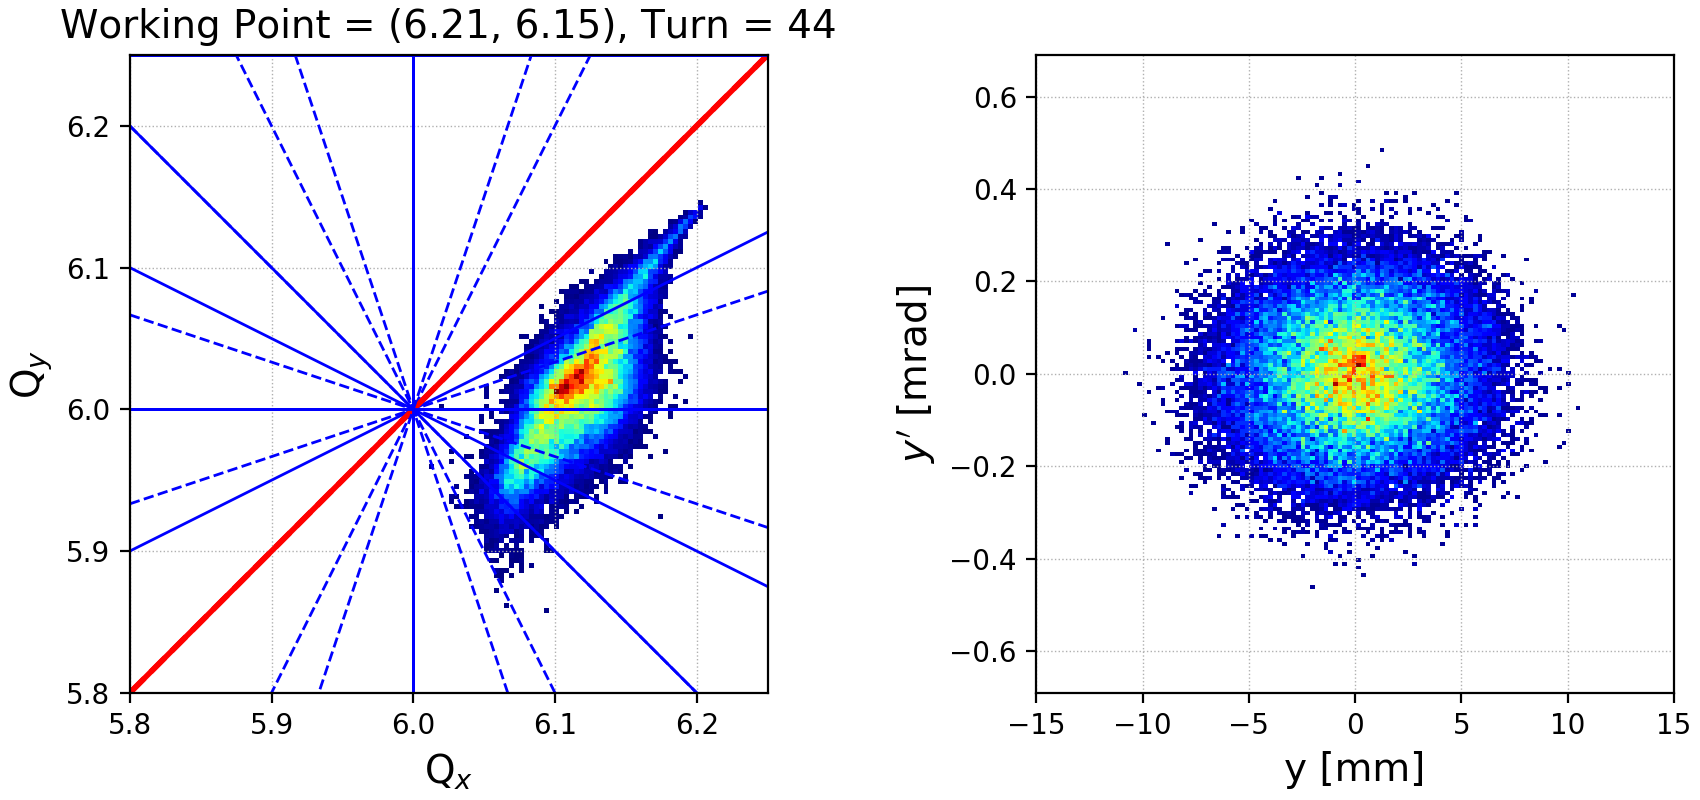 Working Point = (6.21, 6.15), Turn = 44
6.2
6.1
6.0
5.9
5.8
5.8 5.9 6.0 6.1 6.2
Qx
Qy
0.6
0.4
0.2
0.0
−0.2
−0.4
−0.6
−15 −10 −5 0 5 10 15
y [mm]
y′ [mrad]